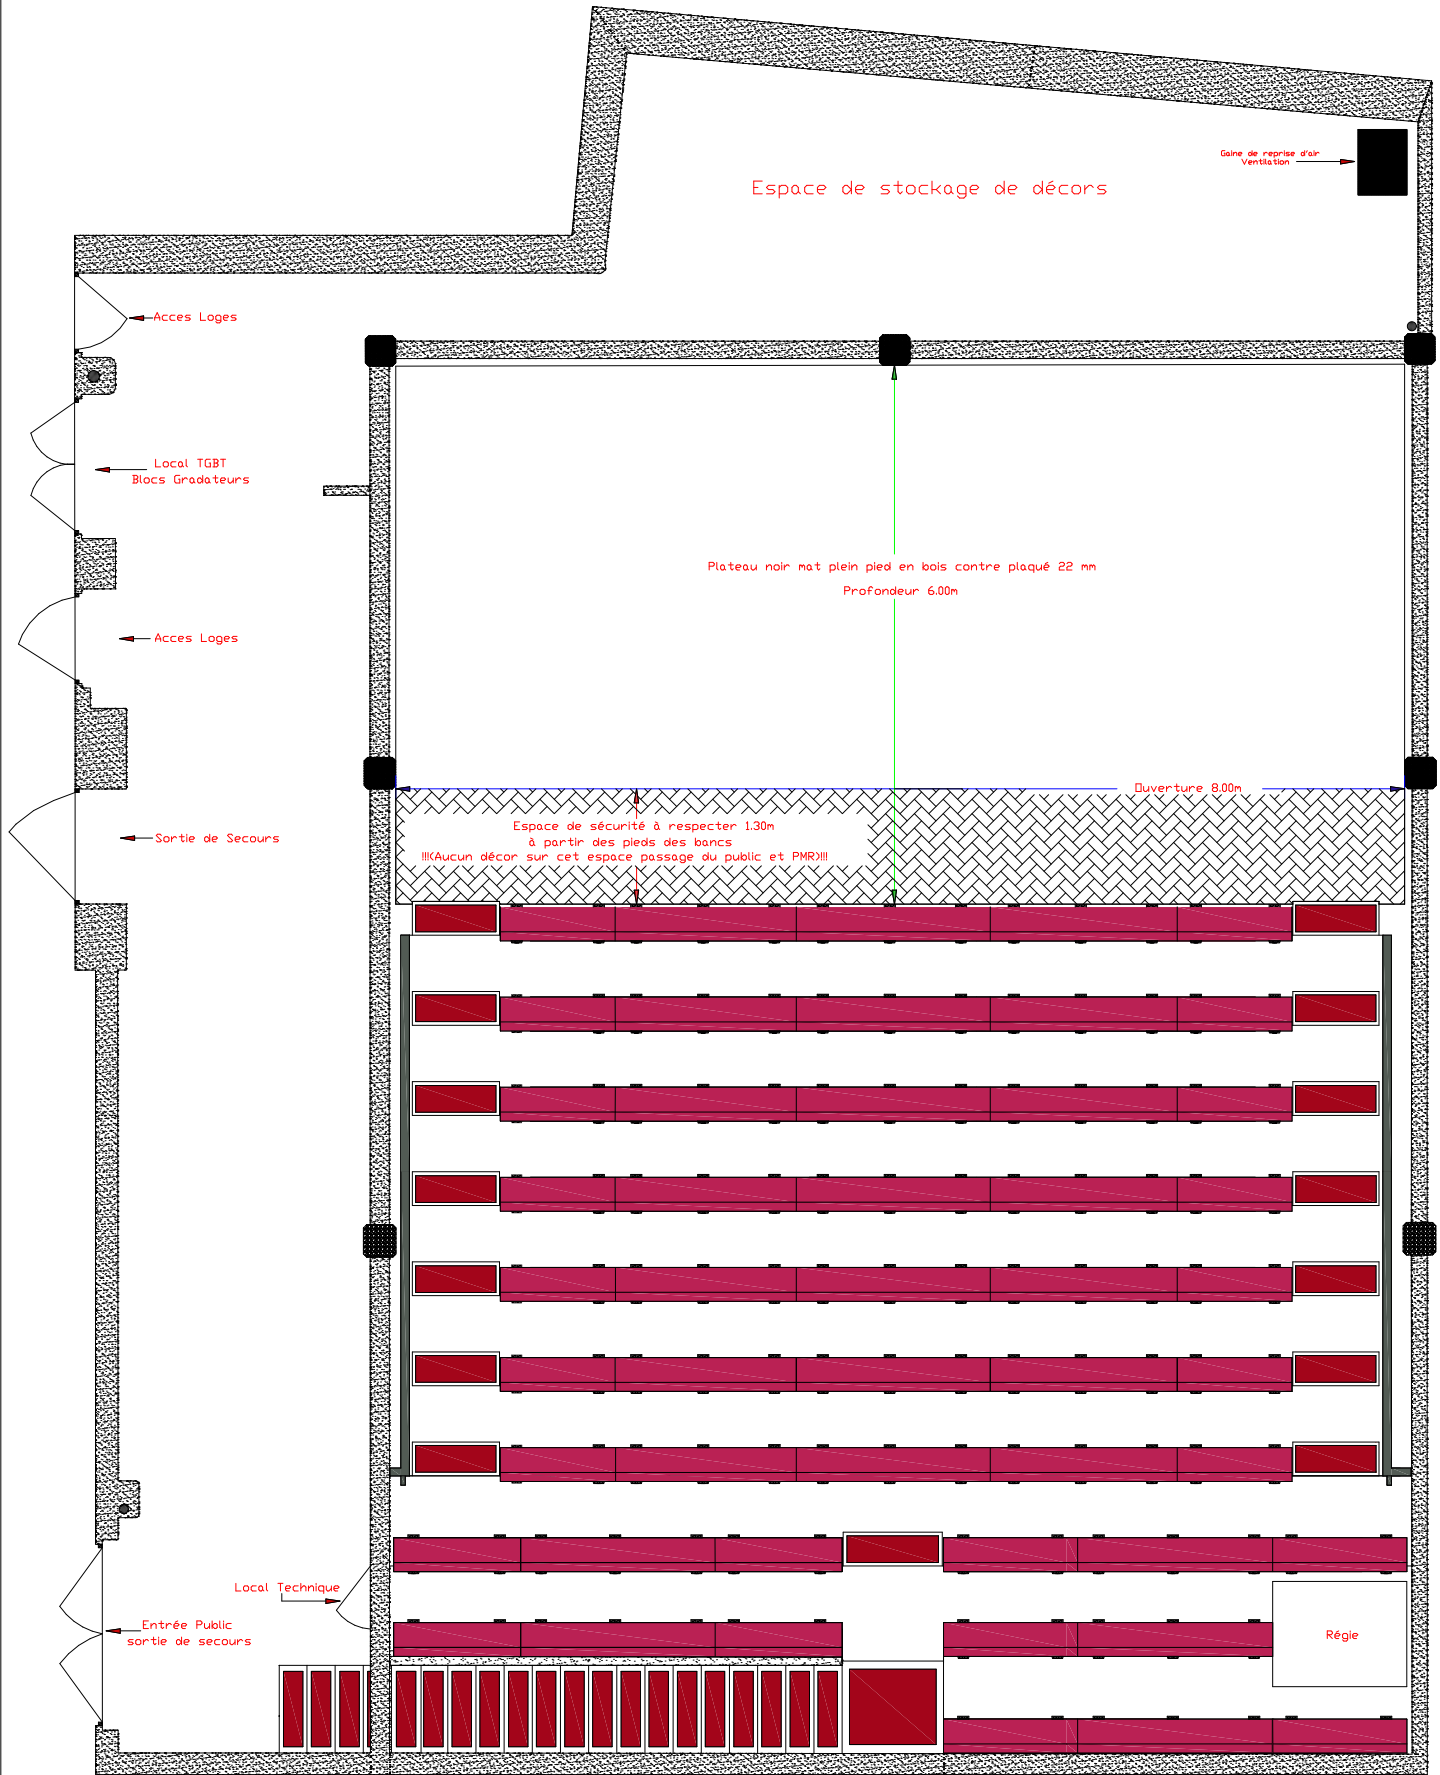 Gaine de reprise d'air
Ventilation
Espace de stockage de décors
Acces Loges
Local TGBT
Blocs Gradateurs
Plateau noir mat plein pied en bois contre plaqué 22 mm
Profondeur 6.00m
Acces Loges
Ouverture 8.00m
Espace de sécurité à respecter 1.30m
à partir des pieds des bancs
!!!(Aucun décor sur cet espace passage du public et PMR)!!!
Sortie de Secours
Local Technique
Entrée Public
sortie de secours
Régie